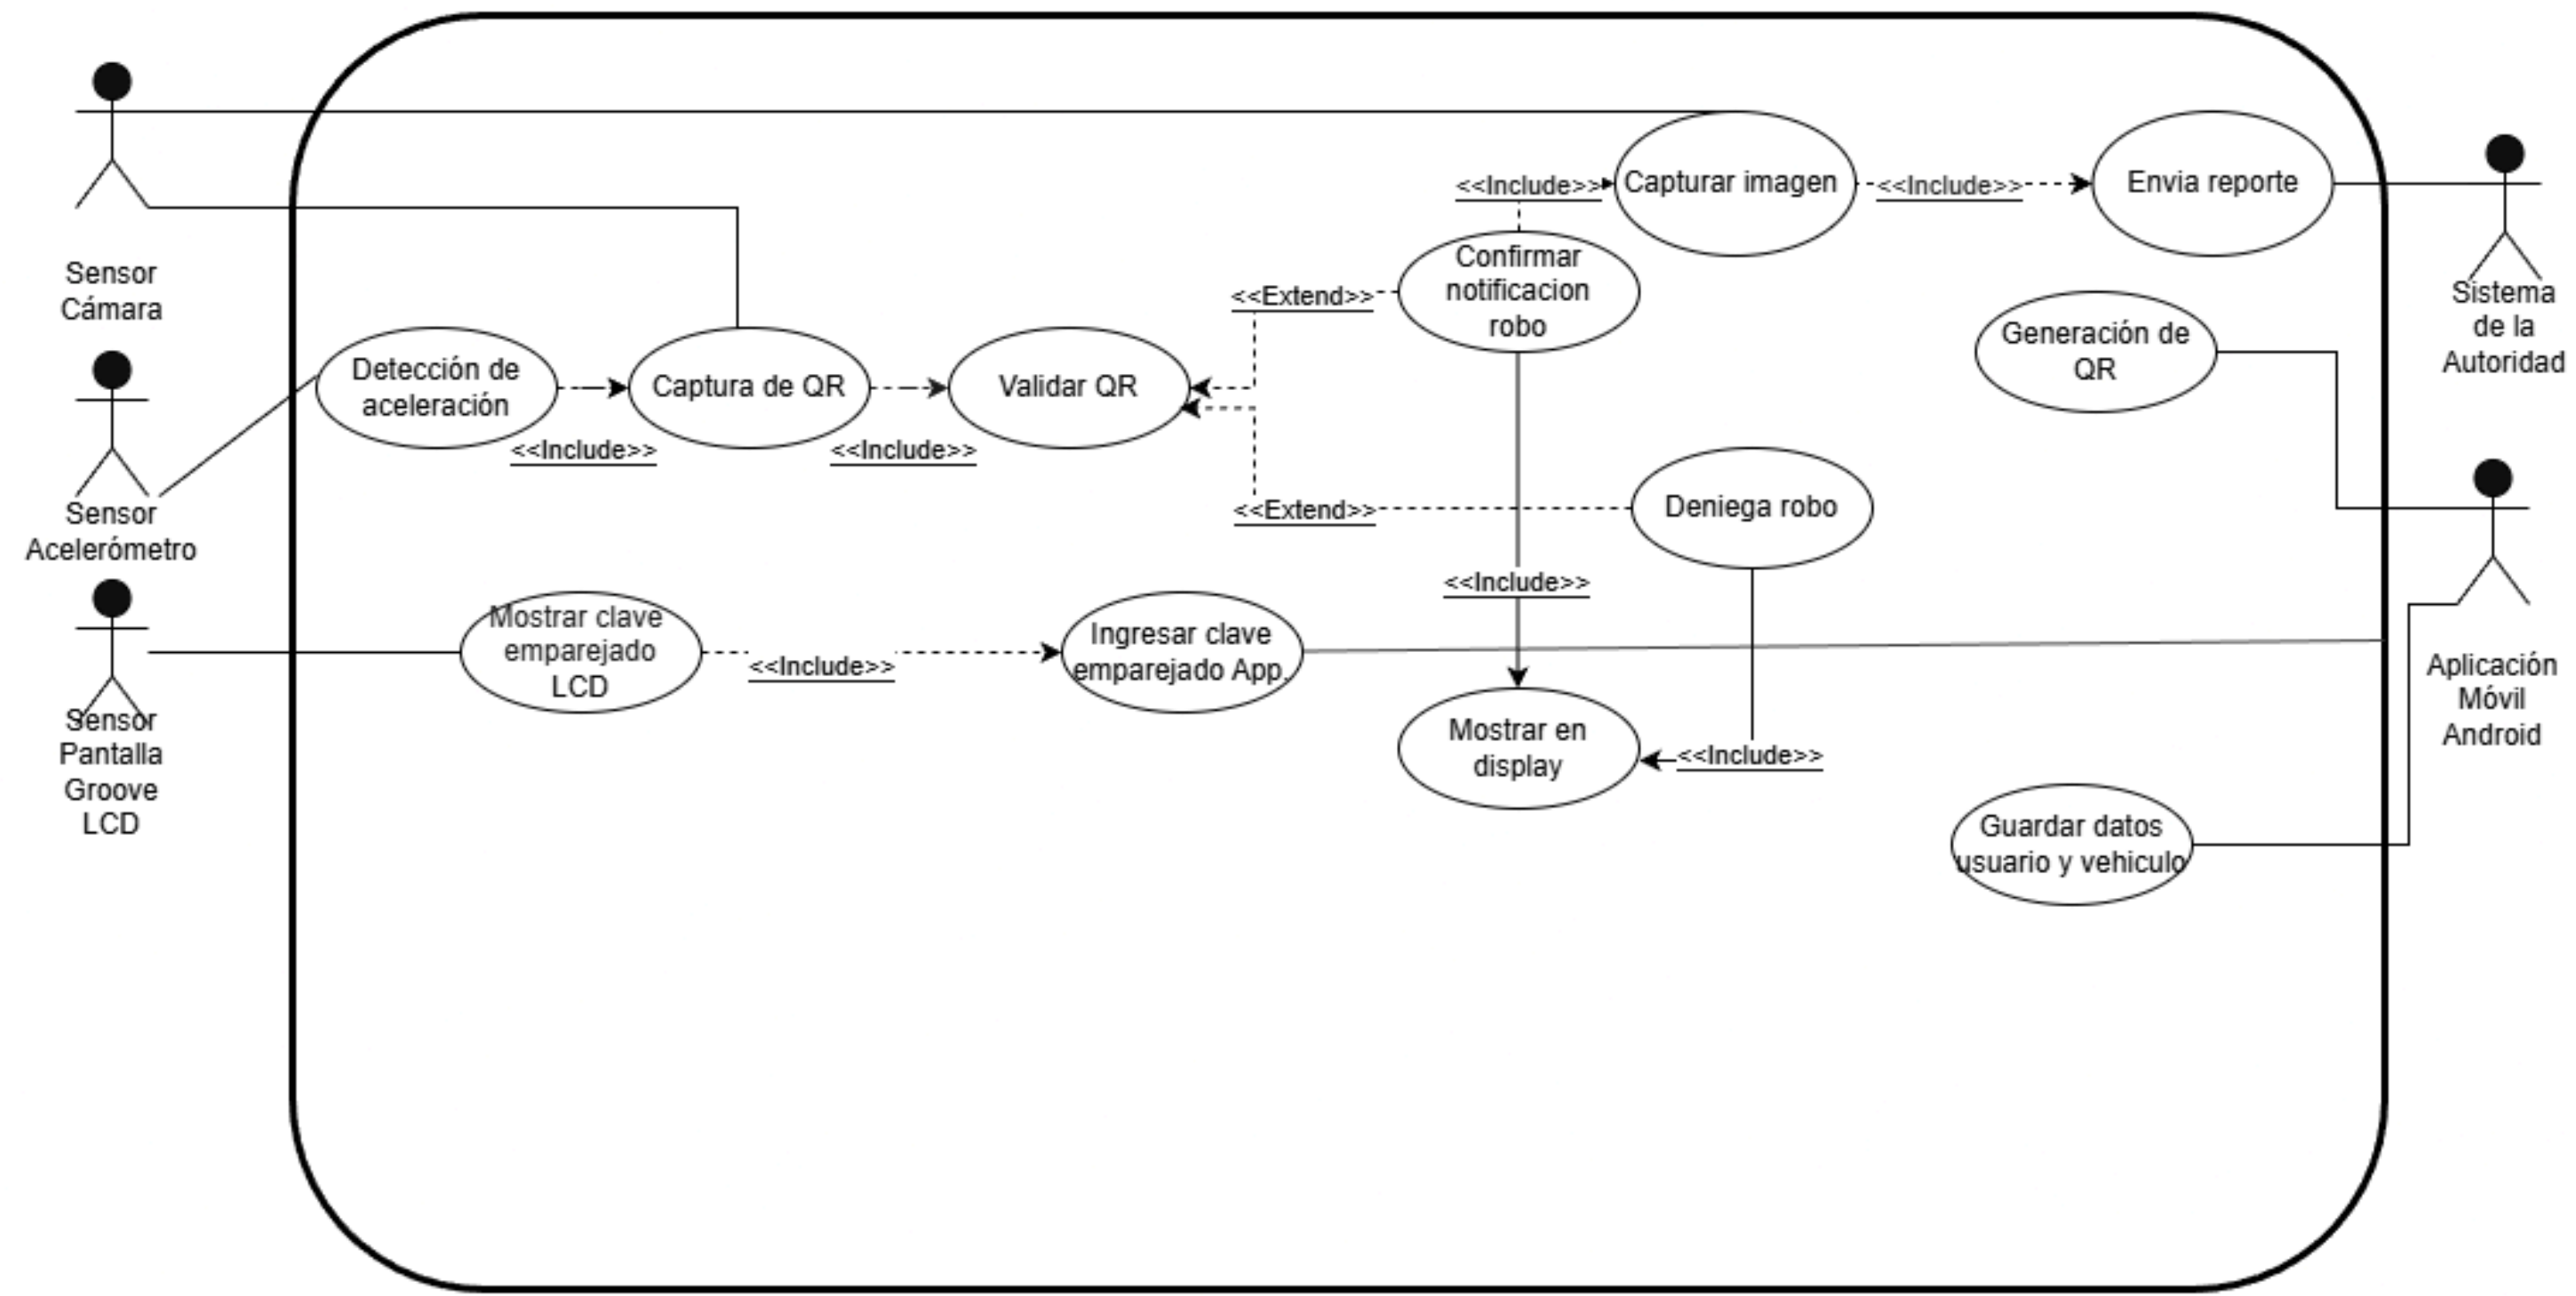 Sensor
Cámara
Sensor
Acelerómetro
Sensor
Pantalla
Groove
LCD
Detección de
aceleración
<<Include>>
Captura de QR
<<Include>>
Validar QR
<<Extend>>
<<Extend>>
Confirmar
notificacion
robo
<<Include>>
Capturar imagen
<<Include>>
Envia reporte
Generación de
QR
Deniega robo
<<Include>>
Mostrar clave
emparejado
LCD
<<Include>>
Ingresar clave
emparejado App.
Mostrar en
display
<<Include>>
Guardar datos
usuario y vehiculo
Sistema
de la
Autoridad
Aplicación
Móvil
Android